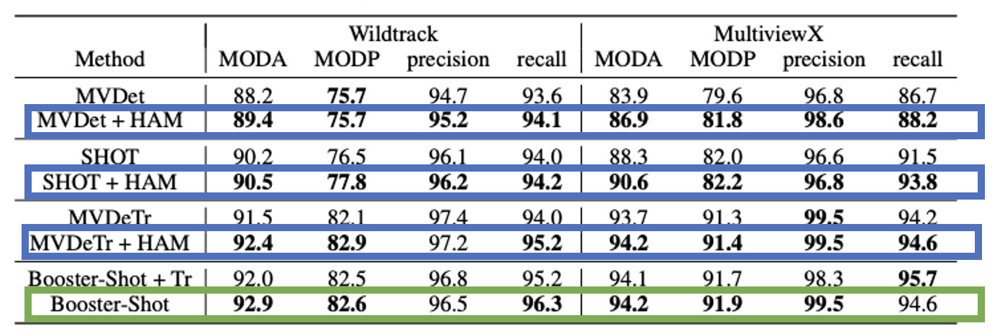 Wildtrack MultiviewX
Method MODA MODP precision recall MODA MODP precision recall
MVDet 88.2 75.7 94.7 93.6 83.9 79.6 96.8 86.7
MVDet + HAM 89.4 75.7 95.2 94.1 86.9 81.8 98.6 88.2
SHOT 90.2 76.5 96.1 94.0 88.3 82.0 96.6 91.5
SHOT + HAM 90.5 77.8 96.2 94.2 90.6 82.2 96.8 93.8
MVDeTr 91.5 82.1 97.4 94.0 93.7 91.3 99.5 94.2
MVDeTr + HAM 92.4 82.9 97.2 95.2 94.2 91.4 99.5 94.6
Booster-Shot + Tr 92.0 82.5 96.8 95.2 94.1 91.7 98.3 95.7
Booster-Shot 92.9 82.6 96.5 96.3 94.2 91.9 99.5 94.6